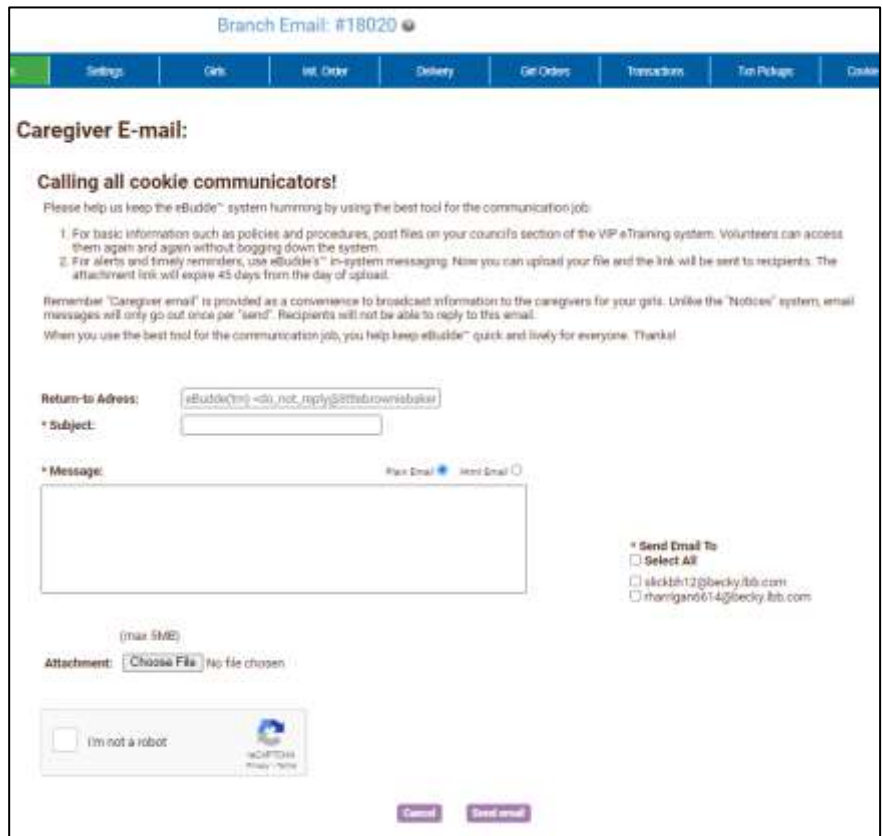 Branch Email: #18020
Settings Girls Init. Order Delivery Girl Orders Transactions Txn Pickups Cookie
Caregiver E-mail:
Calling all cookie communicators!
Please help us keep the eBudde™ system humming by using the best tool for the communication job:
1. For basic information such as policies and procedures, post files on your council's section of the VIP eTraining system. Volunteers can access
them again and again without bogging down the system.
2. For alerts and timely reminders, use eBudde's™ in-system messaging. Now you can upload your file and the link will be sent to recipients. The
attachment link will expire 45 days from the day of upload.
Remember "Caregiver email" is provided as a convenience to broadcast information to the caregivers for your girls. Unlike the "Notices" system, email
messages will only go out once per "send". Recipients will not be able to reply to this email.
When you use the best tool for the communication job, you help keep eBudde™ quick and lively for everyone. Thanks!
Return-to Adress: eBudde(tm) <do_not_reply@littlebrowniebaker
* Subject:
* Message: Plain Email Html Email
* Send Email To
Select All
slickbh12@becky.lbb.com
rharrigan6614@becky.lbb.com
(max 5MB)
Attachment: Choose File No file chosen
I'm not a robot
reCAPTCHA
Privacy - Terms
Cancel Send email